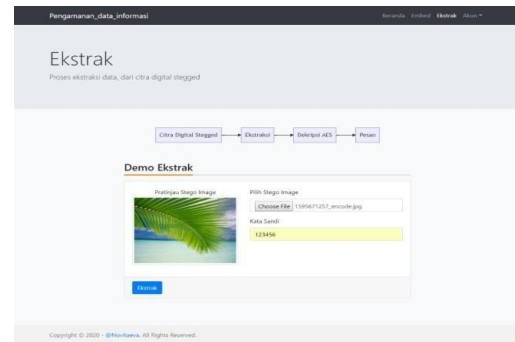 Pengamanan_data_informasi
Beranda Embed Ekstrak Akun
Ekstrak
Proses ekstraksi data, dari citra digital stegged
Citra Digital Stegged Ekstraksi Dekripsi AES Pesan
Demo Ekstrak
Pratinjau Stego Image
Pilih Stego Image
Choose File 1595671257_encode.jpg
Kata Sandi
123456
Ekstrak
Copyright © 2020 - @Novitaeva. All Rights Reserved.